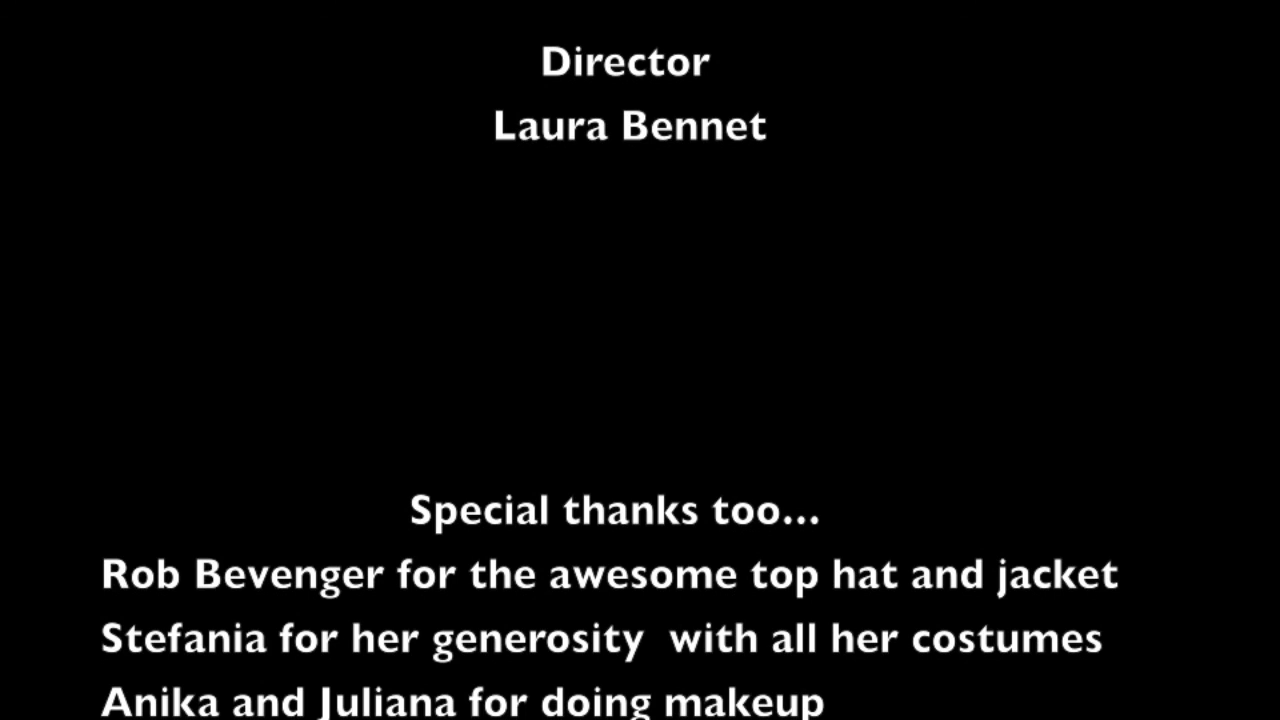 Director
Laura Bennet
Special thanks too...
Rob Bevenger for the awesome top hat and jacket
Stefania for her generosity  with all her costumes
Anika and Juliana for doing makeup